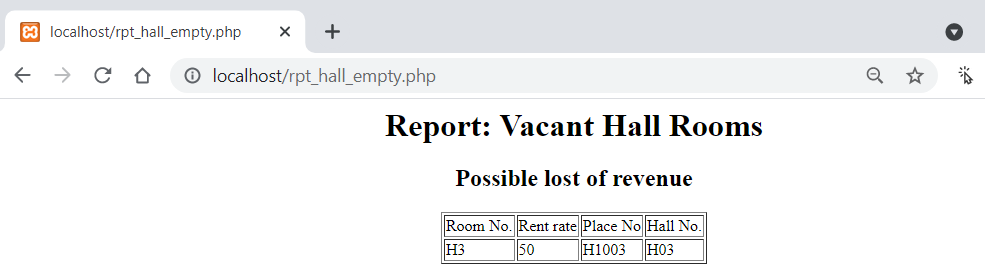 localhost/rpt_hall_empty.php
localhost/rpt_hall_empty.php
Report: Vacant Hall Rooms
Possible lost of revenue
Room No. Rent rate Place No Hall No.
H3 50 H1003 H03